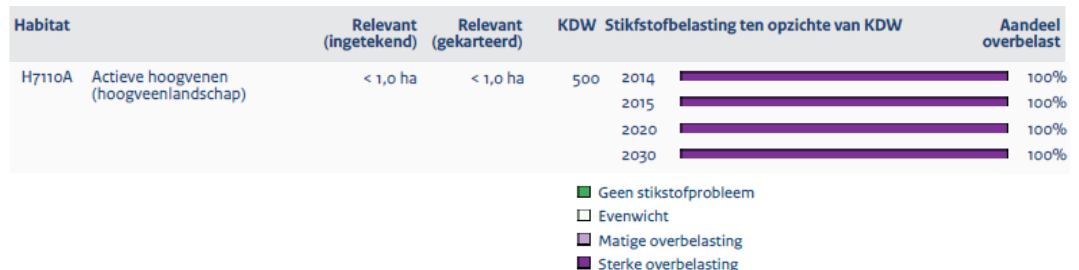 Habitat Relevant Relevant KDW Stikfstofbelasting ten opzichte van KDW Aandeel
(ingetekend) (gekarteerd) overbelast
H7110A Actieve hoogvenen < 1,0 ha < 1,0 ha 500 2014 100%
(hoogveenlandschap)
2015 100%
2020 100%
2030 100%
Geen stikstofprobleem
Evenwicht
Matige overbelasting
Sterke overbelasting